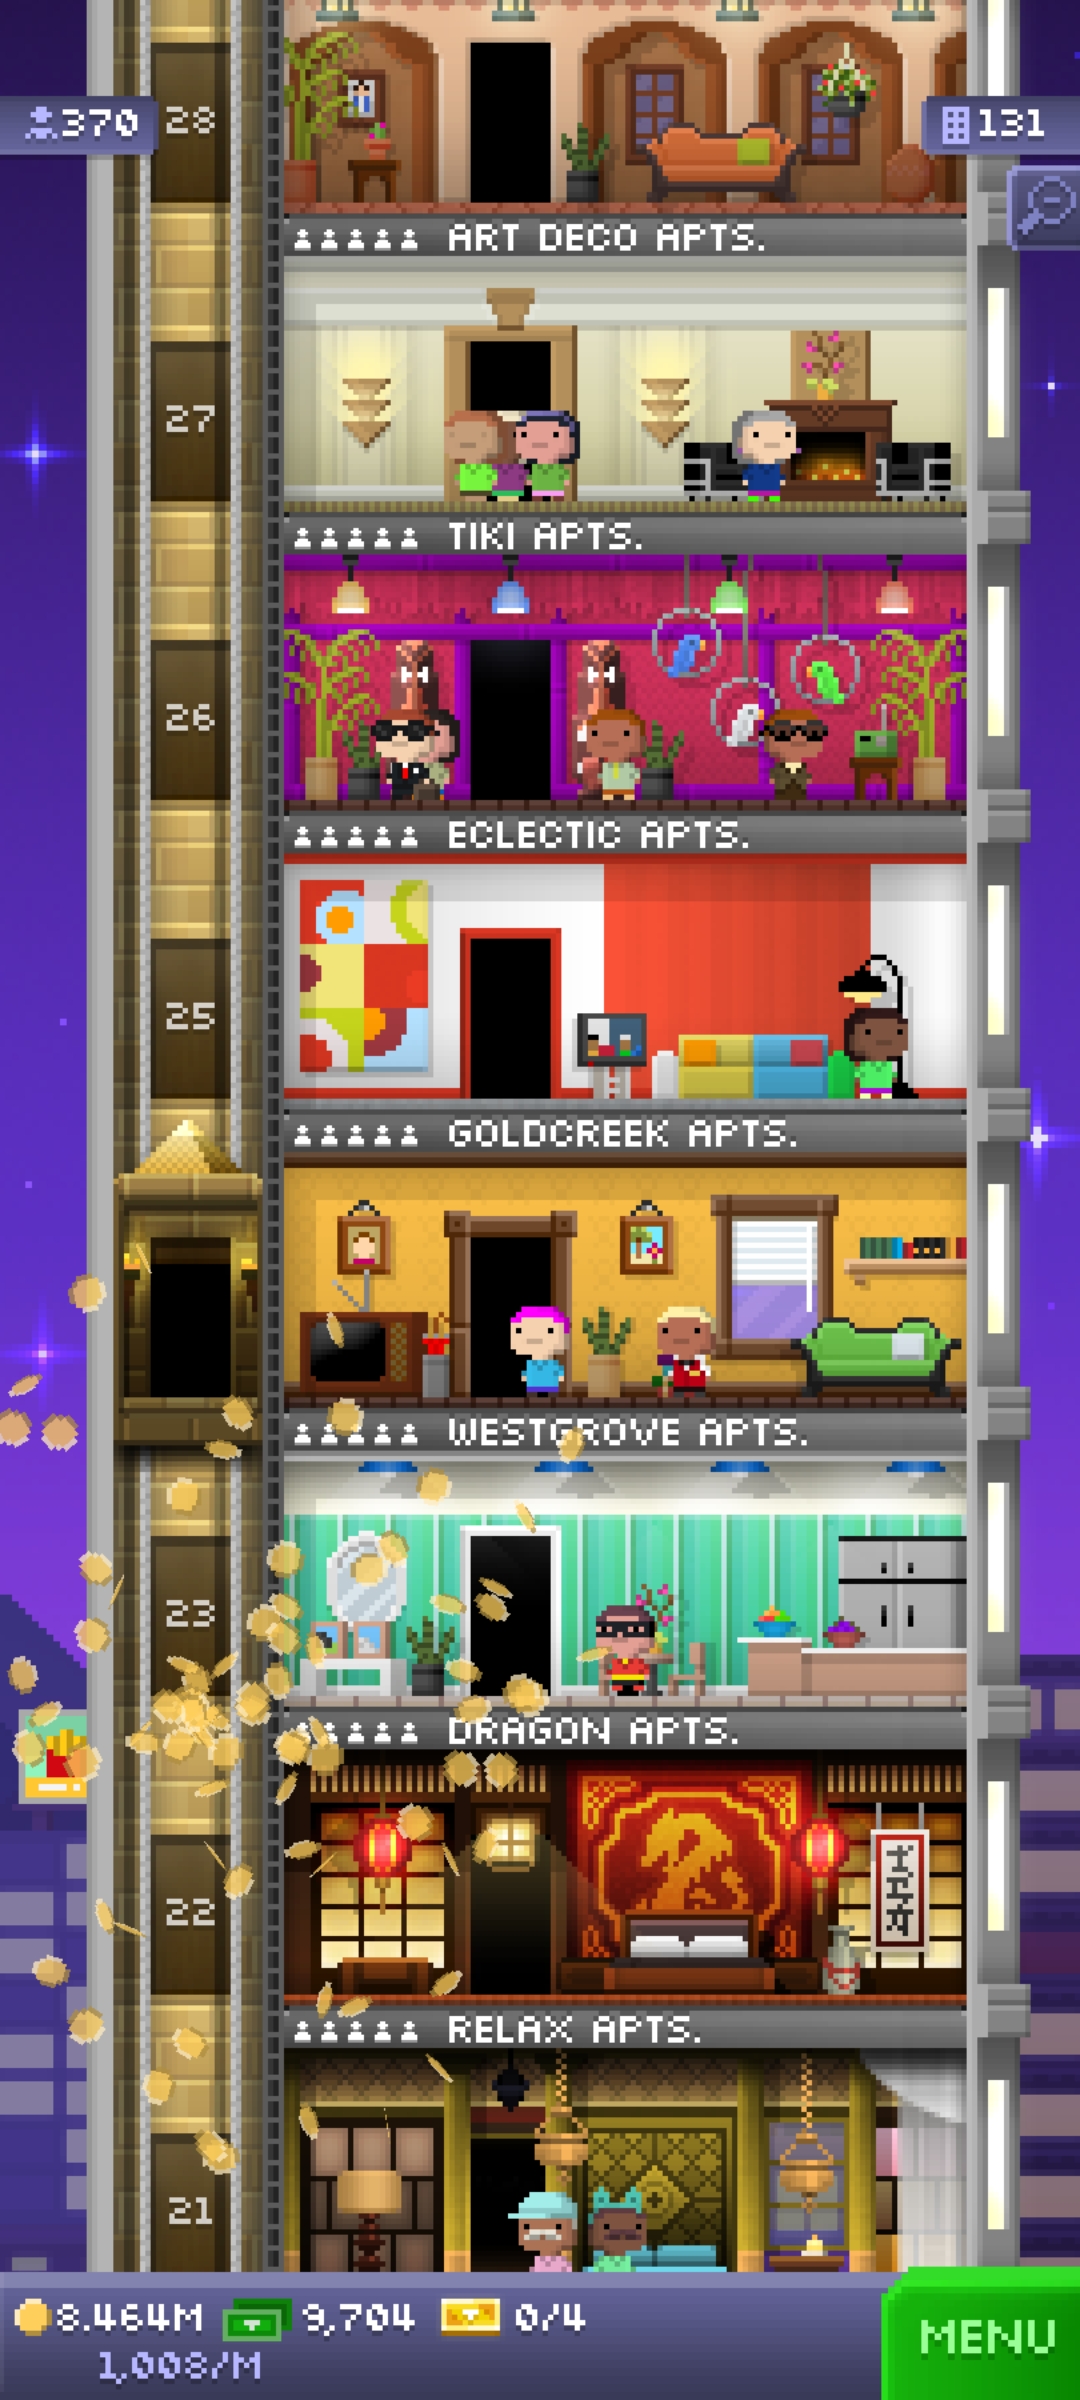 370
28
131
ART DECO APTS.
27
TIKI APTS.
26
ECLECTIC APTS.
25
GOLDCREEK APTS.
WESTGROVE APTS.
23
DRAGON APTS.
22
RELAX APTS.
21
8.464M
9,704
0/4
MENU
1,008/M